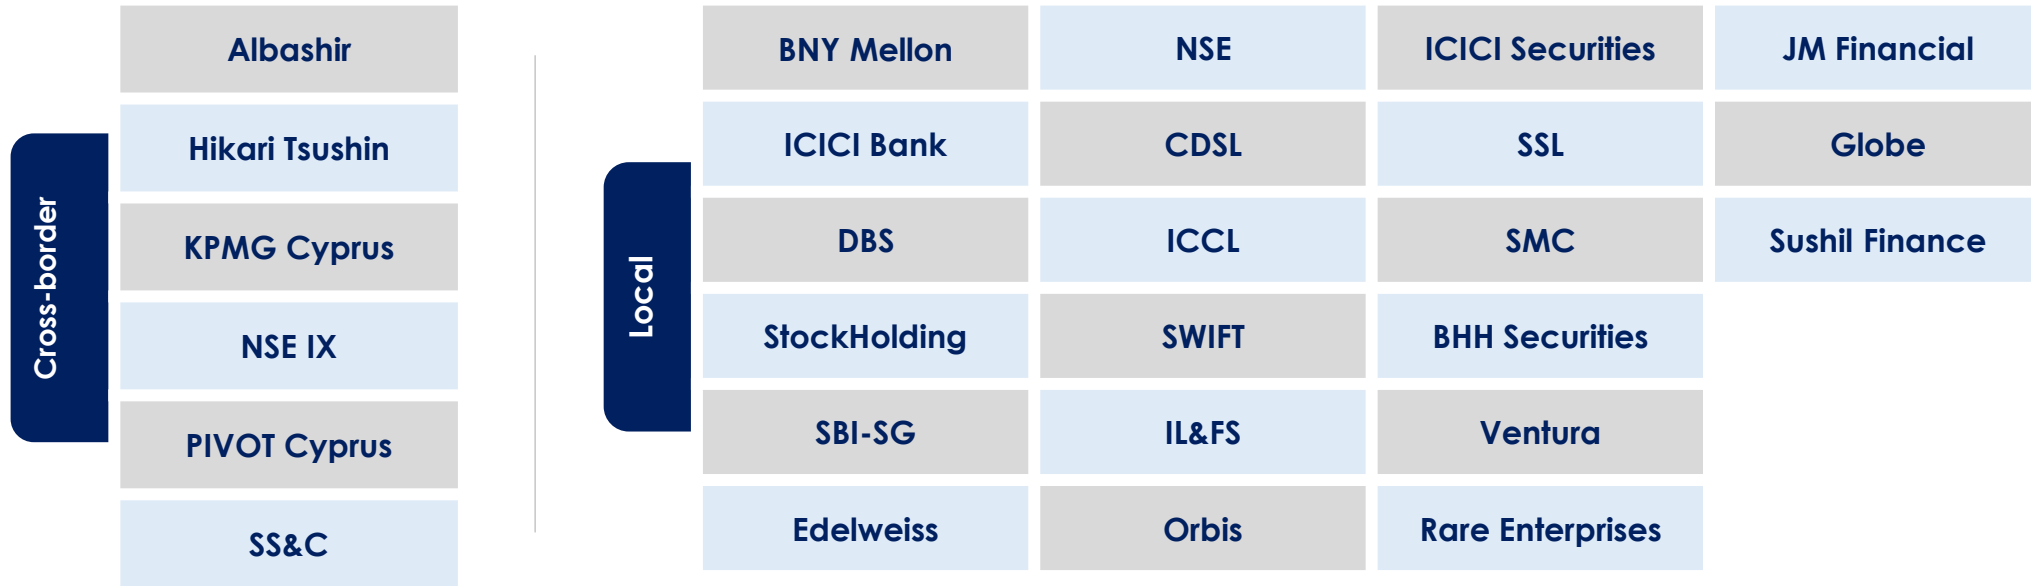 Cross-border
Albashir
Hikari Tsushin
KPMG Cyprus
NSE IX
PIVOT Cyprus
SS&C
Local
BNY Mellon
NSE
ICICI Securities
JM Financial
ICICI Bank
CDSL
SSL
Globe
DBS
ICCL
SMC
Sushil Finance
StockHolding
SWIFT
BHH Securities
SBI-SG
IL&FS
Ventura
Edelweiss
Orbis
Rare Enterprises